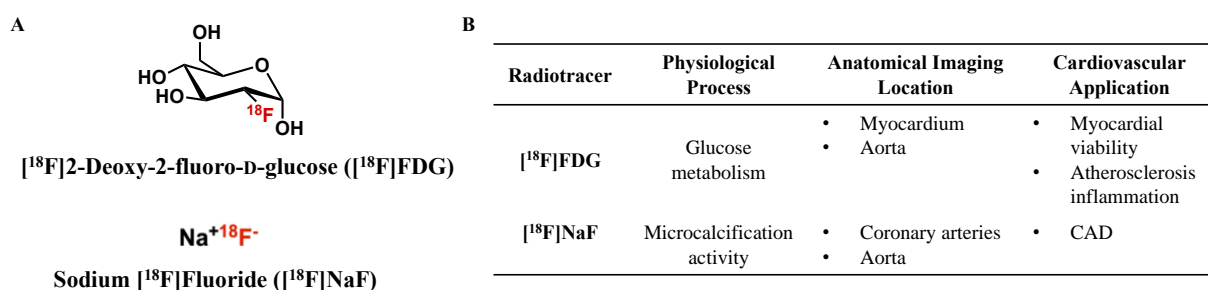 A
OH
O
HO
HO
¹⁸F
OH
[¹⁸F]2-Deoxy-2-fluoro-D-glucose ([¹⁸F]FDG)
Na⁺¹⁸F⁻
Sodium [¹⁸F]Fluoride ([¹⁸F]NaF)
B
Radiotracer
Physiological
Process
Anatomical Imaging
Location
Cardiovascular
Application
[¹⁸F]FDG
Glucose
metabolism
• Myocardium
• Aorta
• Myocardial
viability
• Atherosclerosis
inflammation
[¹⁸F]NaF
Microcalcification
activity
• Coronary arteries
• Aorta
• CAD